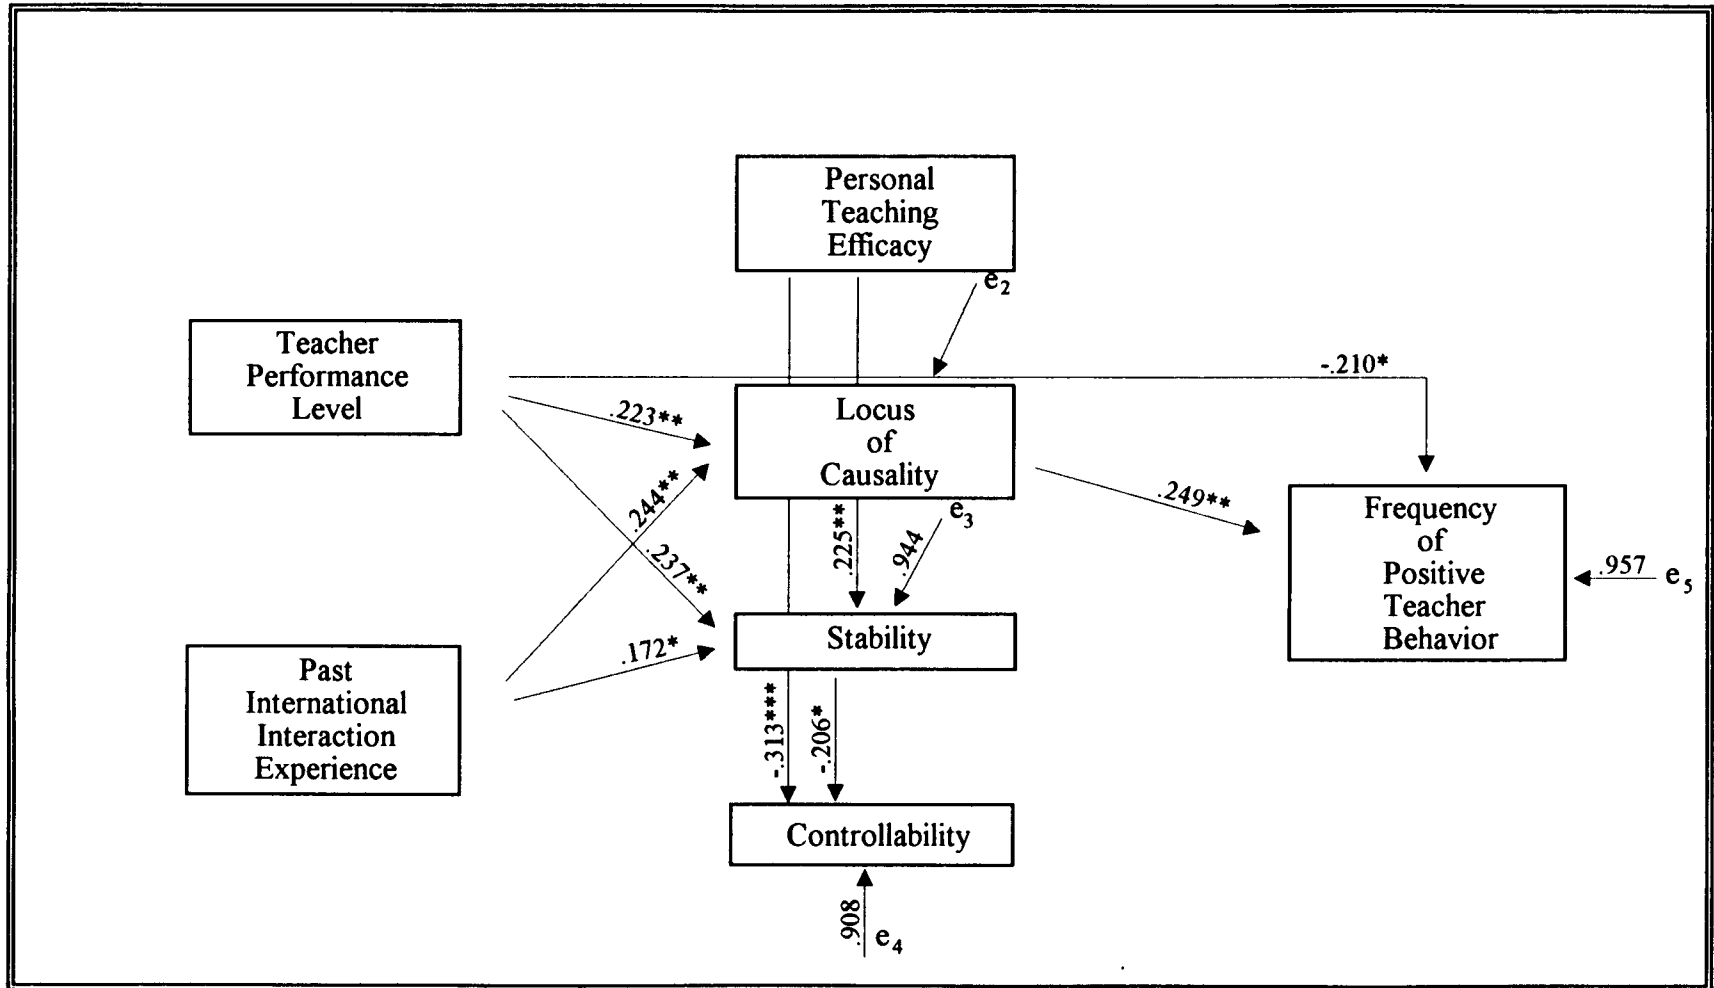 Personal
Teaching
Efficacy
e2
Teacher
Performance
Level
-.210*
.223**
Locus
of
Causality
.244**
.249**
.237**
.225**
e3
.944
Frequency
of
Positive
Teacher
Behavior
.957
e5
Stability
.172*
Past
International
Interaction
Experience
-.313***
-.206*
Controllability
.908
e4